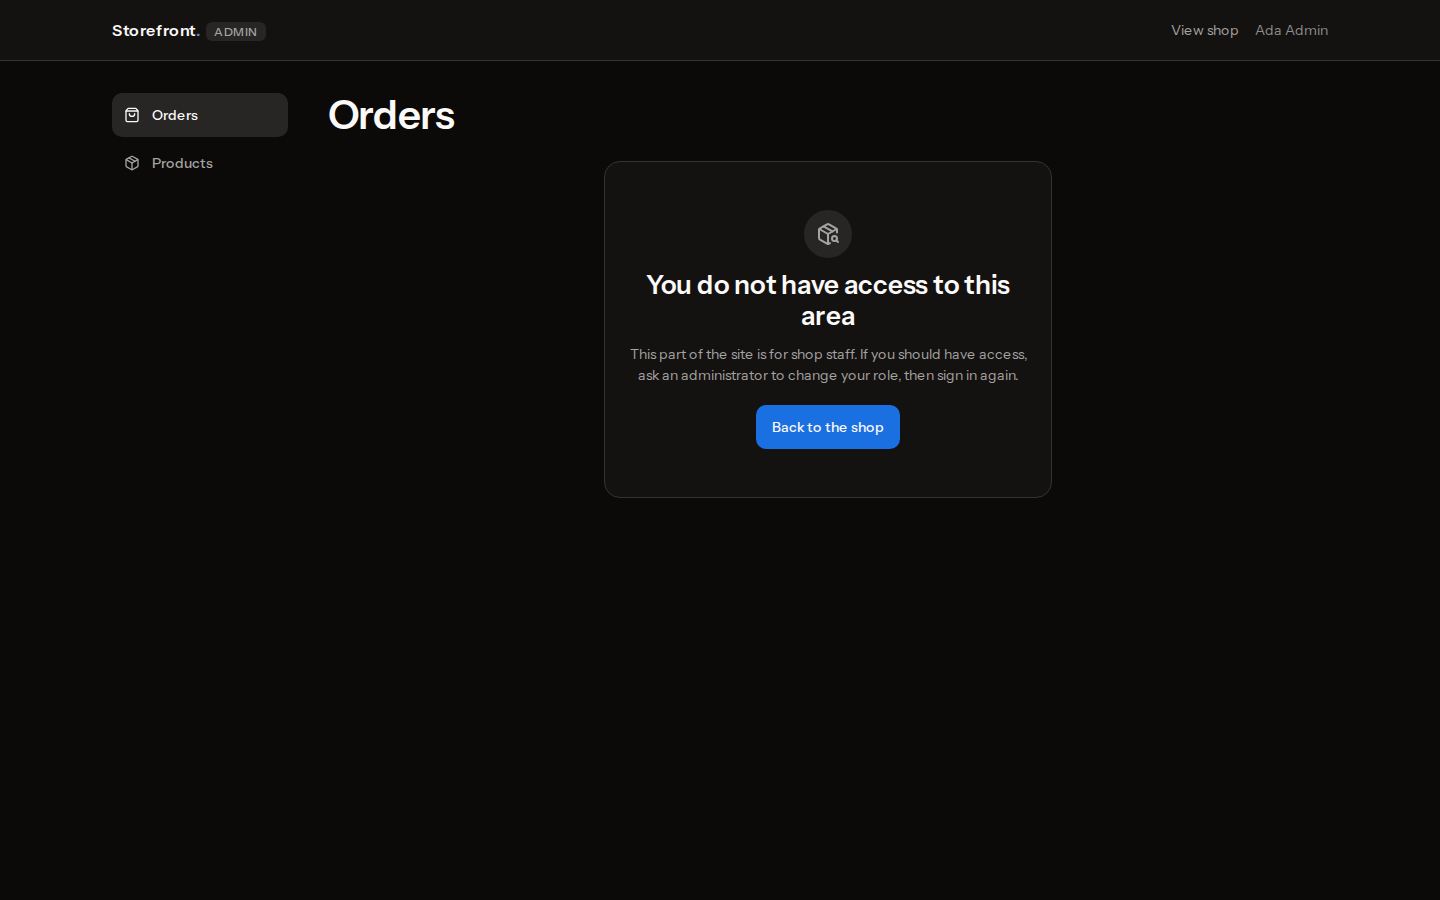 Storefront. ADMIN
View shop
Ada Admin
Orders
Products
Orders
You do not have access to this
area
This part of the site is for shop staff. If you should have access,
ask an administrator to change your role, then sign in again.
Back to the shop